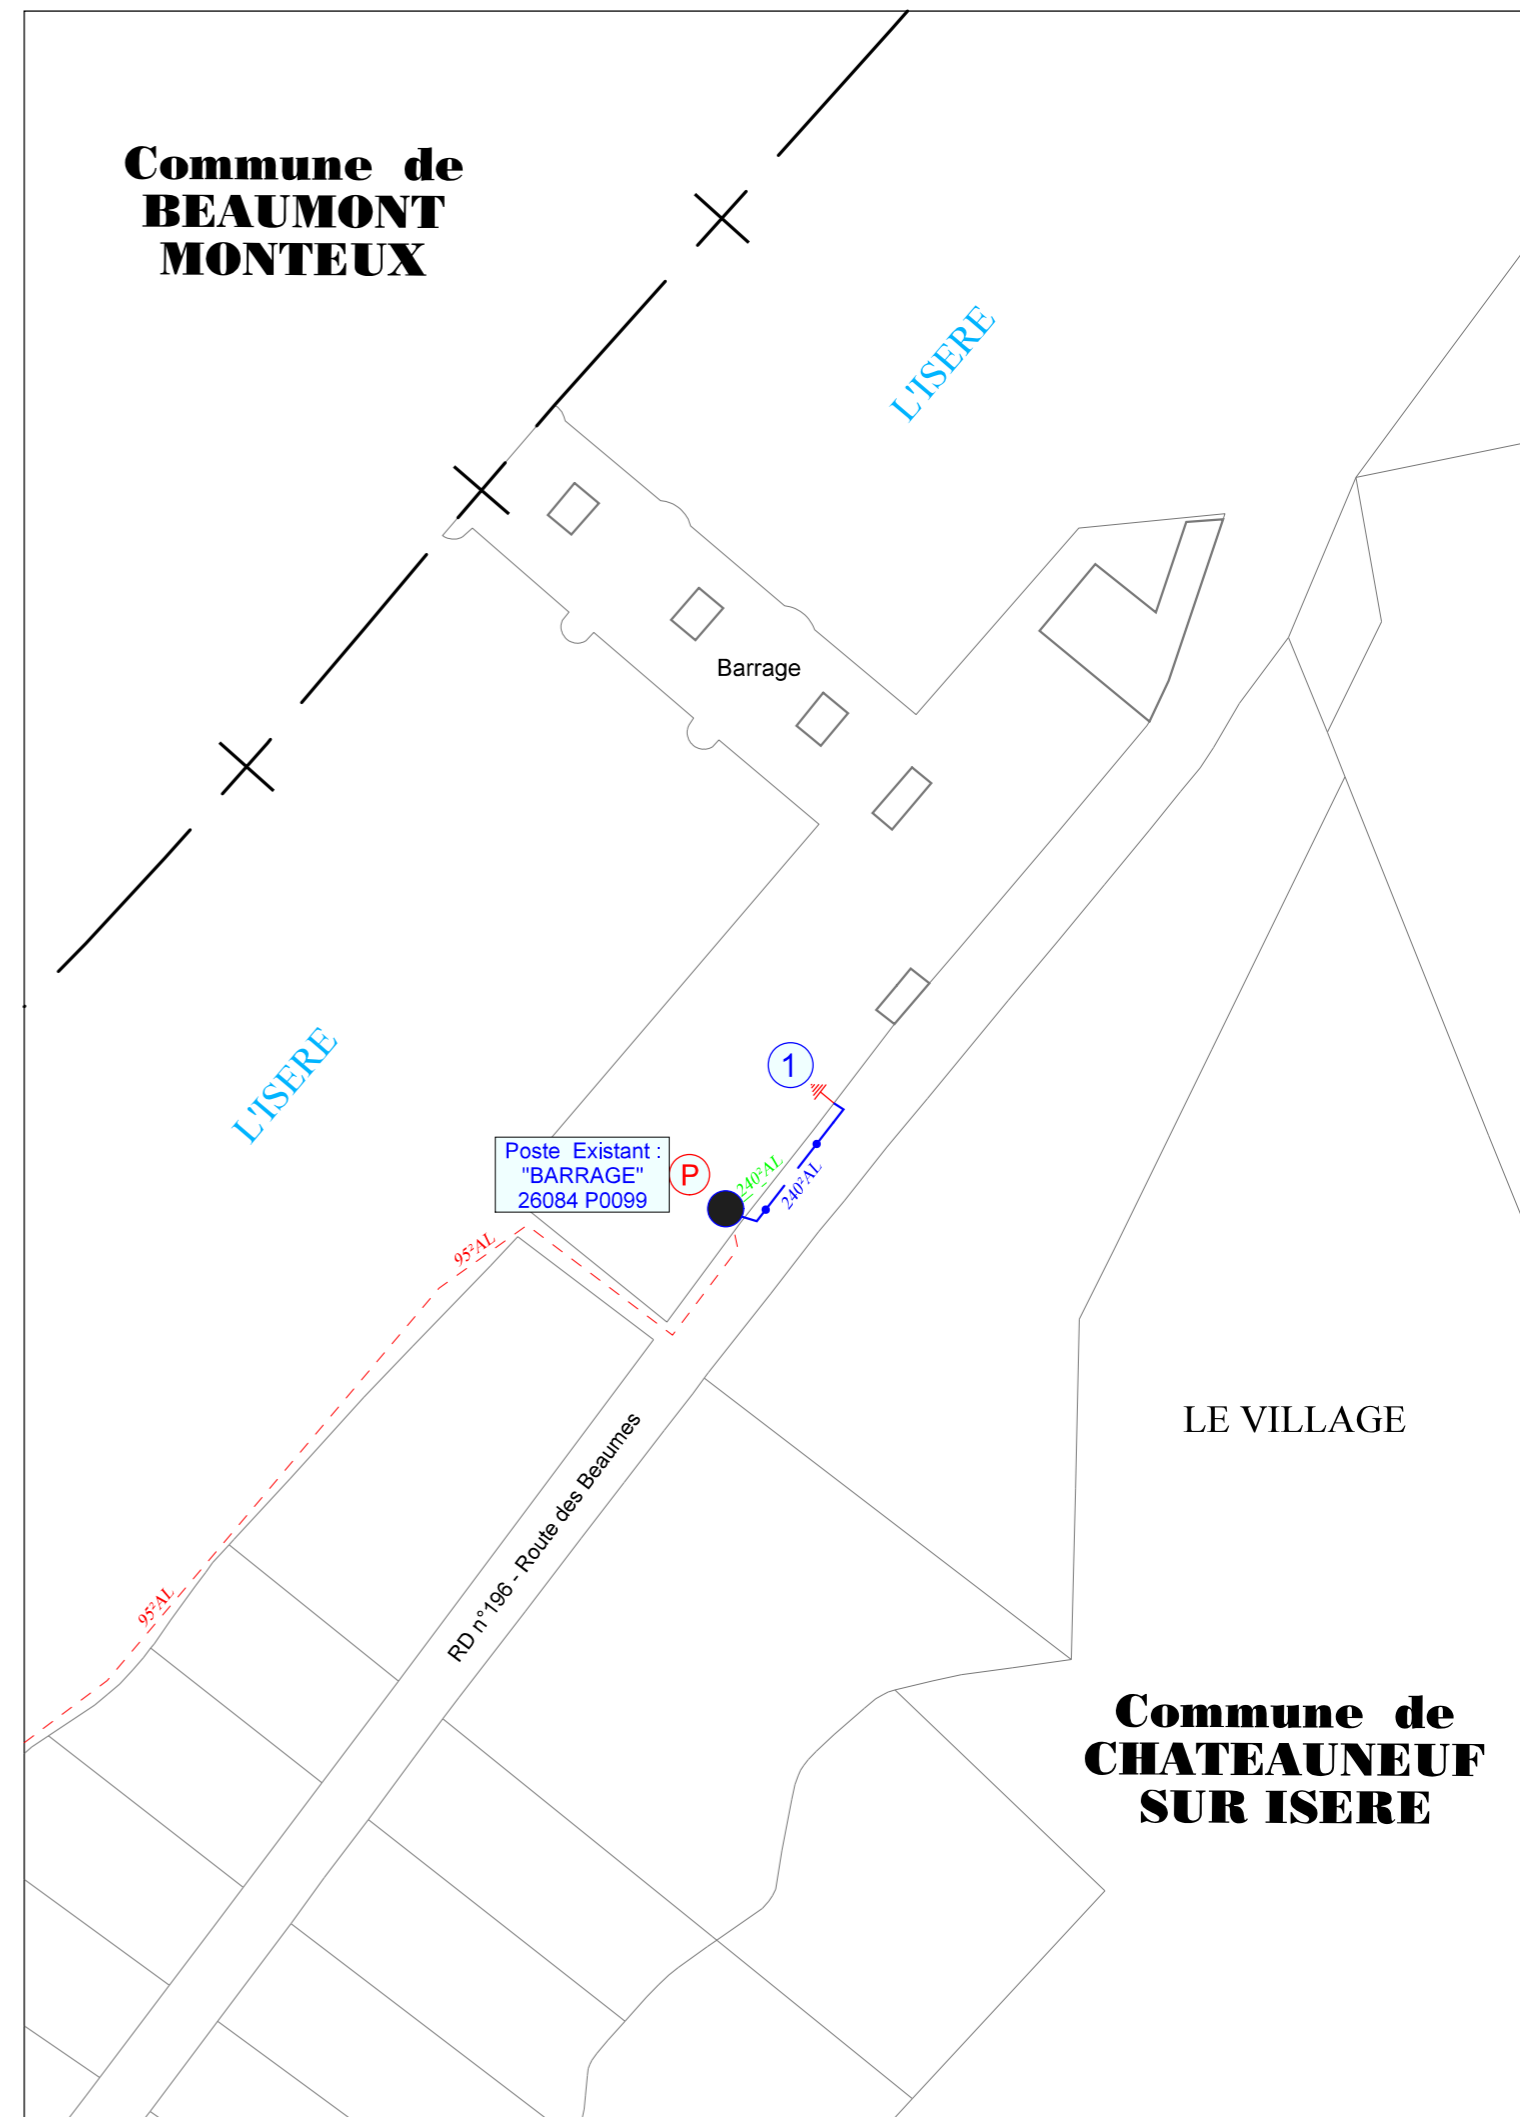 Commune de
BEAUMONT
MONTEUX
L'ISERE
Barrage
L'ISERE
1
Poste Existant :
"BARRAGE"
26084 P0099
P
240²AL
240²AL
95²AL
LE VILLAGE
RD n°196 - Route des Beaumes
95²AL
Commune de
CHATEAUNEUF
SUR ISERE